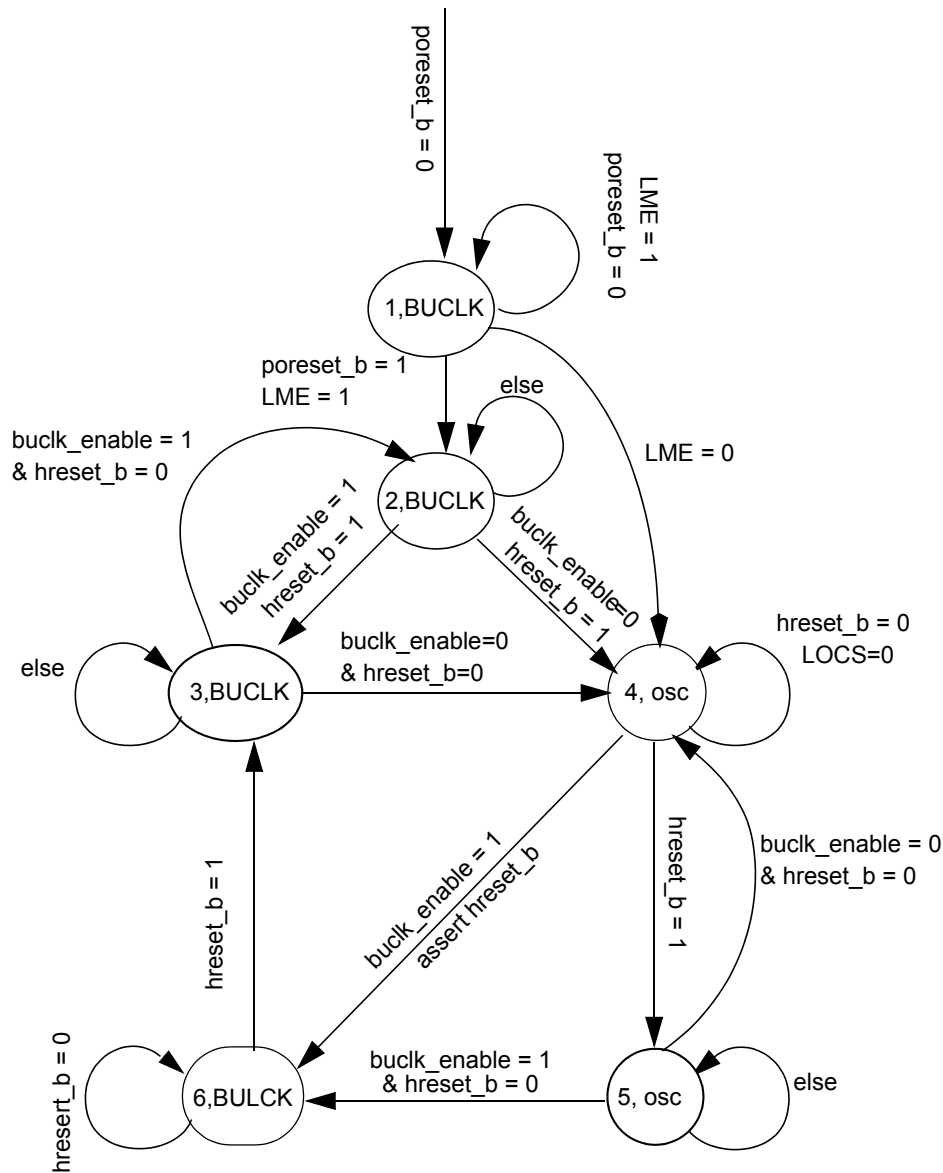 poreset_b = 0
LME = 1
poreset_b = 0
1,BUCLK
poreset_b = 1
LME = 1
else
buclk_enable = 1
& hreset_b = 0
LME = 0
2,BUCLK
buclk_enable = 1
hreset_b = 1
buclk_enable=0
hreset_b = 1
hreset_b = 0
LOCS=0
else
buclk_enable=0
& hreset_b=0
3,BUCLK
4, osc
buclk_enable = 0
& hreset_b = 0
hreset_b = 1
buclk_enable = 1
assert hreset_b
hreset_b = 1
hresert_b = 0
buclk_enable = 1
& hreset_b = 0
else
6,BULCK
5, osc